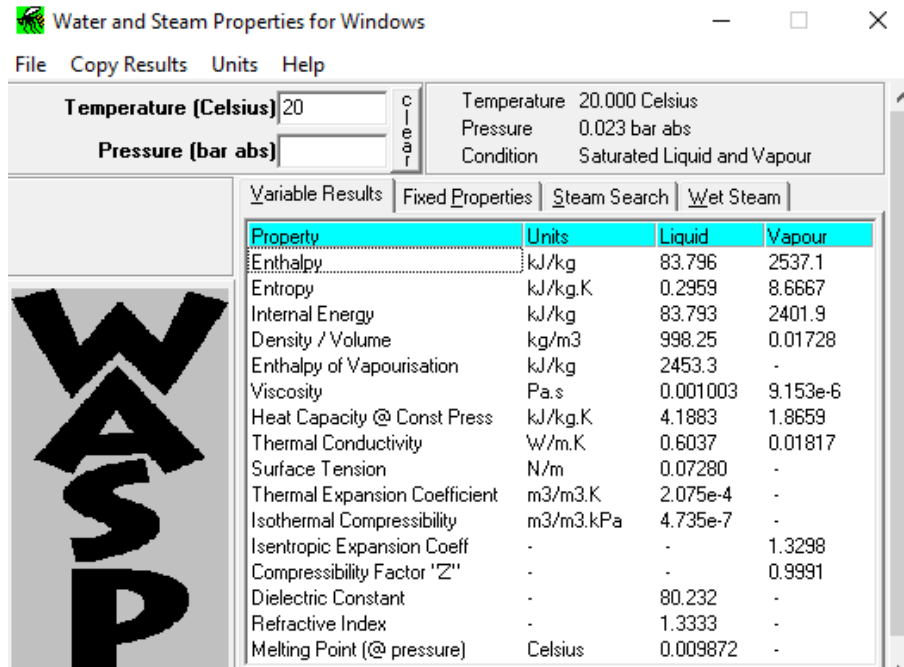 Water and Steam Properties for Windows
File Copy Results Units Help
Temperature (Celsius) 20
Pressure (bar abs)
clear
Temperature 20.000 Celsius
Pressure 0.023 bar abs
Condition Saturated Liquid and Vapour
Variable Results Fixed Properties Steam Search Wet Steam
Property Units Liquid Vapour
Enthalpy kJ/kg 83.796 2537.1
Entropy kJ/kg.K 0.2959 8.6667
Internal Energy kJ/kg 83.793 2401.9
Density / Volume kg/m3 998.25 0.01728
Enthalpy of Vapourisation kJ/kg 2453.3 -
Viscosity Pa.s 0.001003 9.153e-6
Heat Capacity @ Const Press kJ/kg.K 4.1883 1.8659
Thermal Conductivity W/m.K 0.6037 0.01817
Surface Tension N/m 0.07280 -
Thermal Expansion Coefficient m3/m3.K 2.075e-4 -
Isothermal Compressibility m3/m3.kPa 4.735e-7 -
Isentropic Expansion Coeff - - 1.3298
Compressibility Factor "Z" - - 0.9991
Dielectric Constant - 80.232 -
Refractive Index - 1.3333 -
Melting Point (@ pressure) Celsius 0.009872 -
WASP